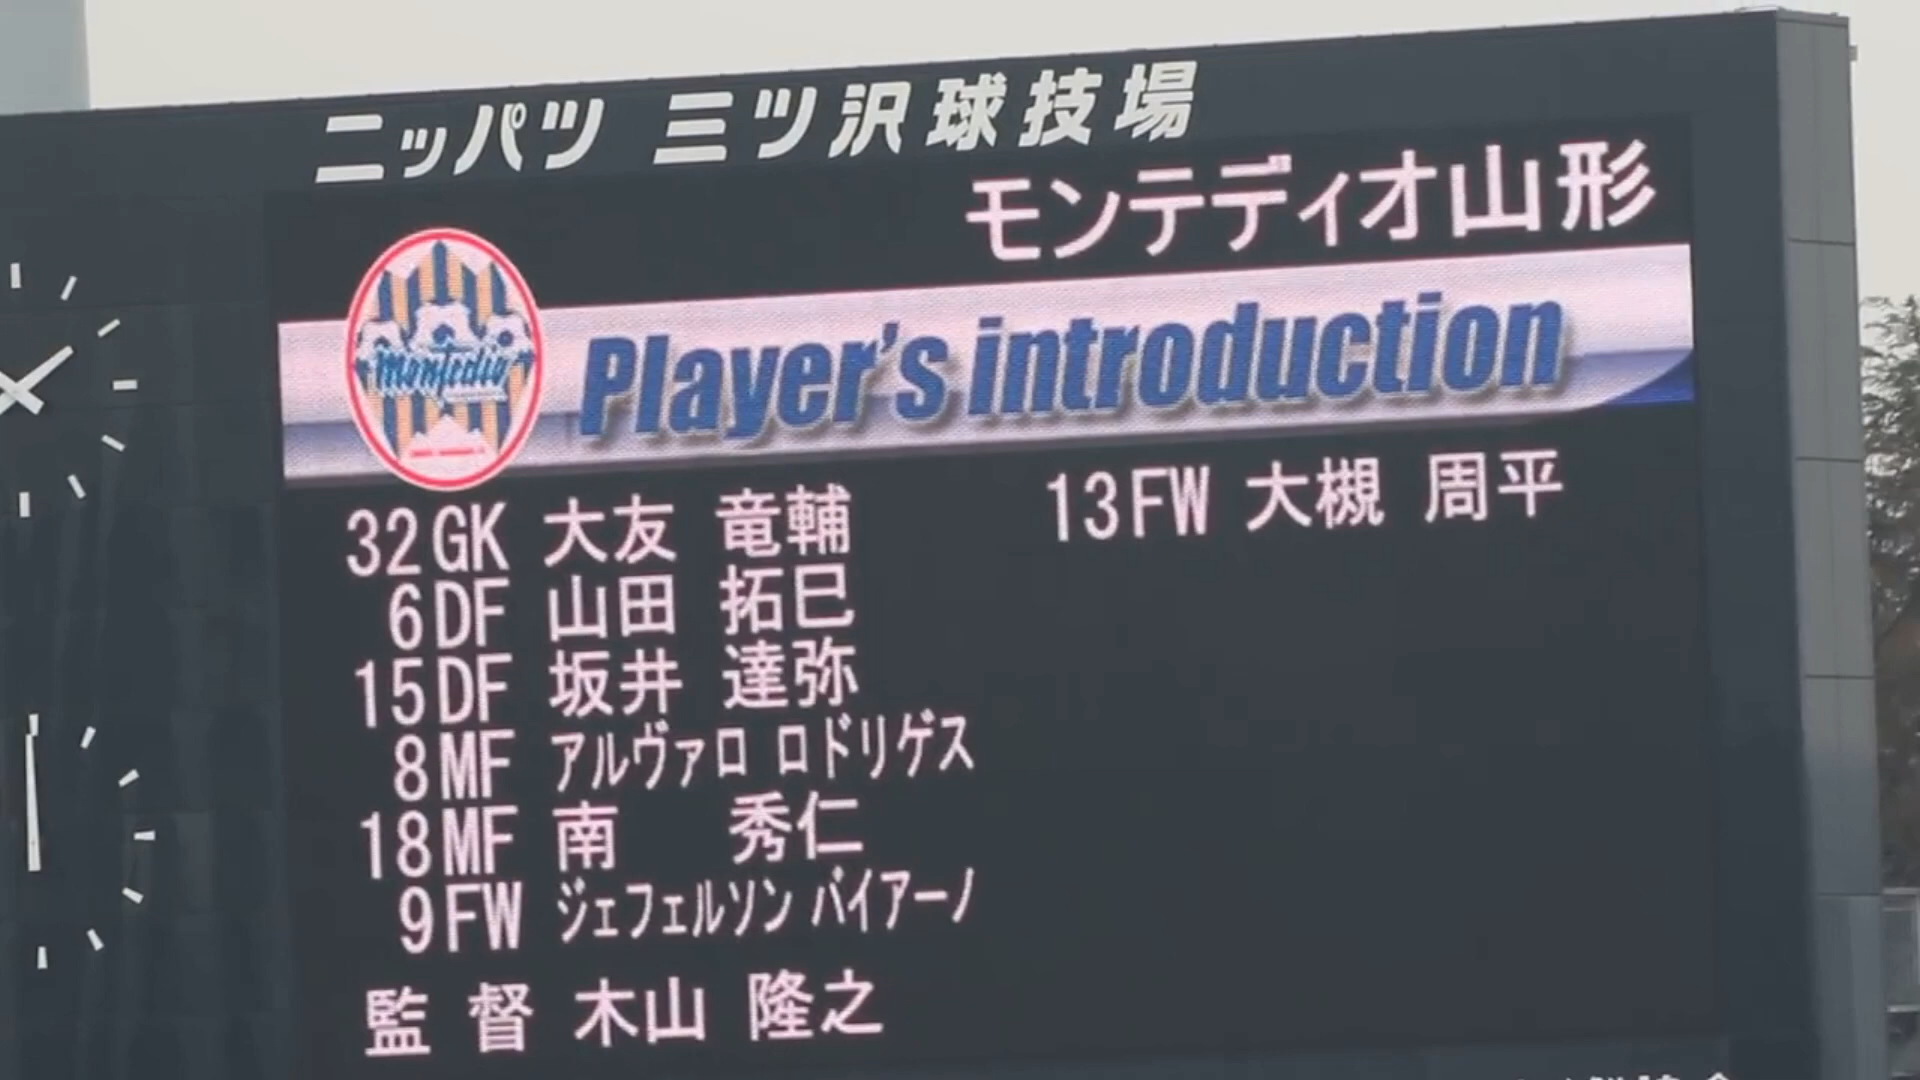 ニッパツ 三ツ沢球技場
モンテディオ山形
Montedio
Player's introduction
32 GK 大友 竜輔
6 DF 山田 拓巳
15 DF 坂井 達弥
8 MF アルヴァロ ロドリゲス
18 MF 南 秀仁
9 FW ジェフェルソン バイアーノ
13 FW 大槻 周平
監 督 木山 隆之